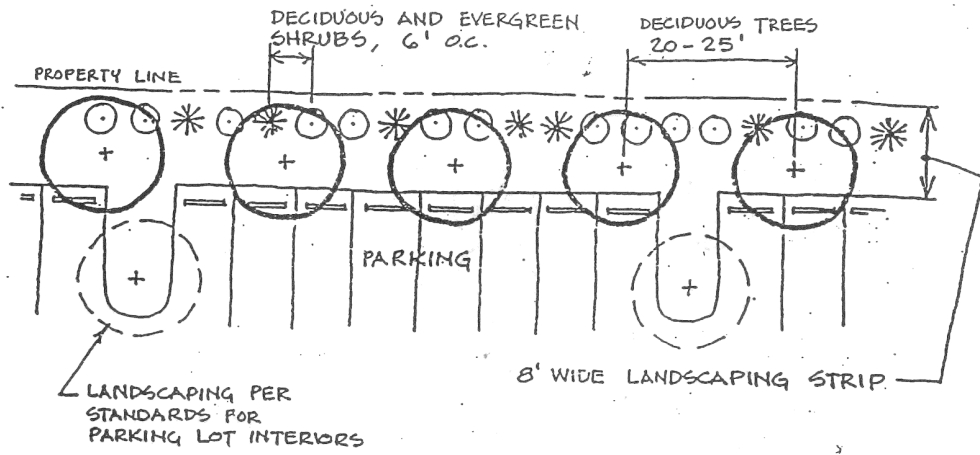 DECIDUOUS AND EVERGREEN
SHRUBS, 6' O.C.
DECIDUOUS TREES
20-25'
PROPERTY LINE
PARKING
8' WIDE LANDSCAPING STRIP
LANDSCAPING PER
STANDARDS FOR
PARKING LOT INTERIORS